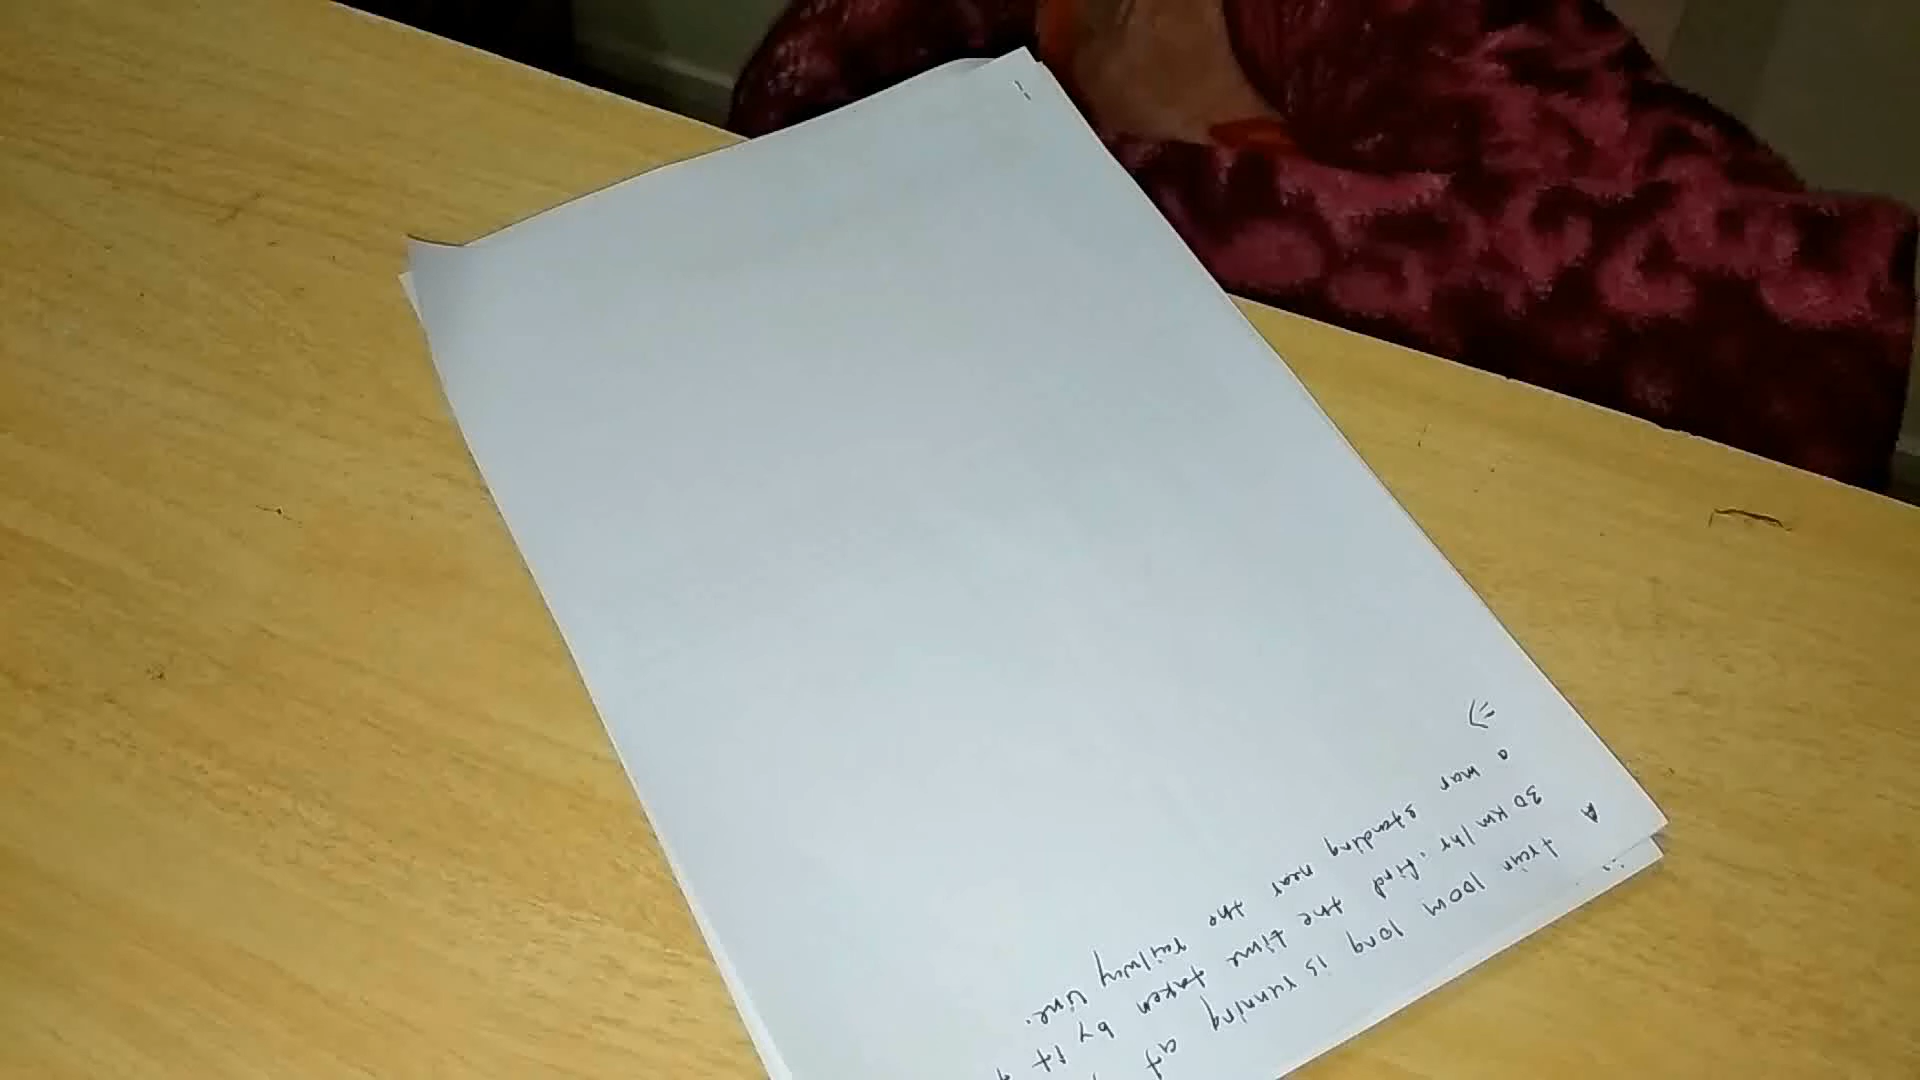 A train 100m long is running at
30 km/hr. find the time taken by it
a man standing near the railway line.
=)